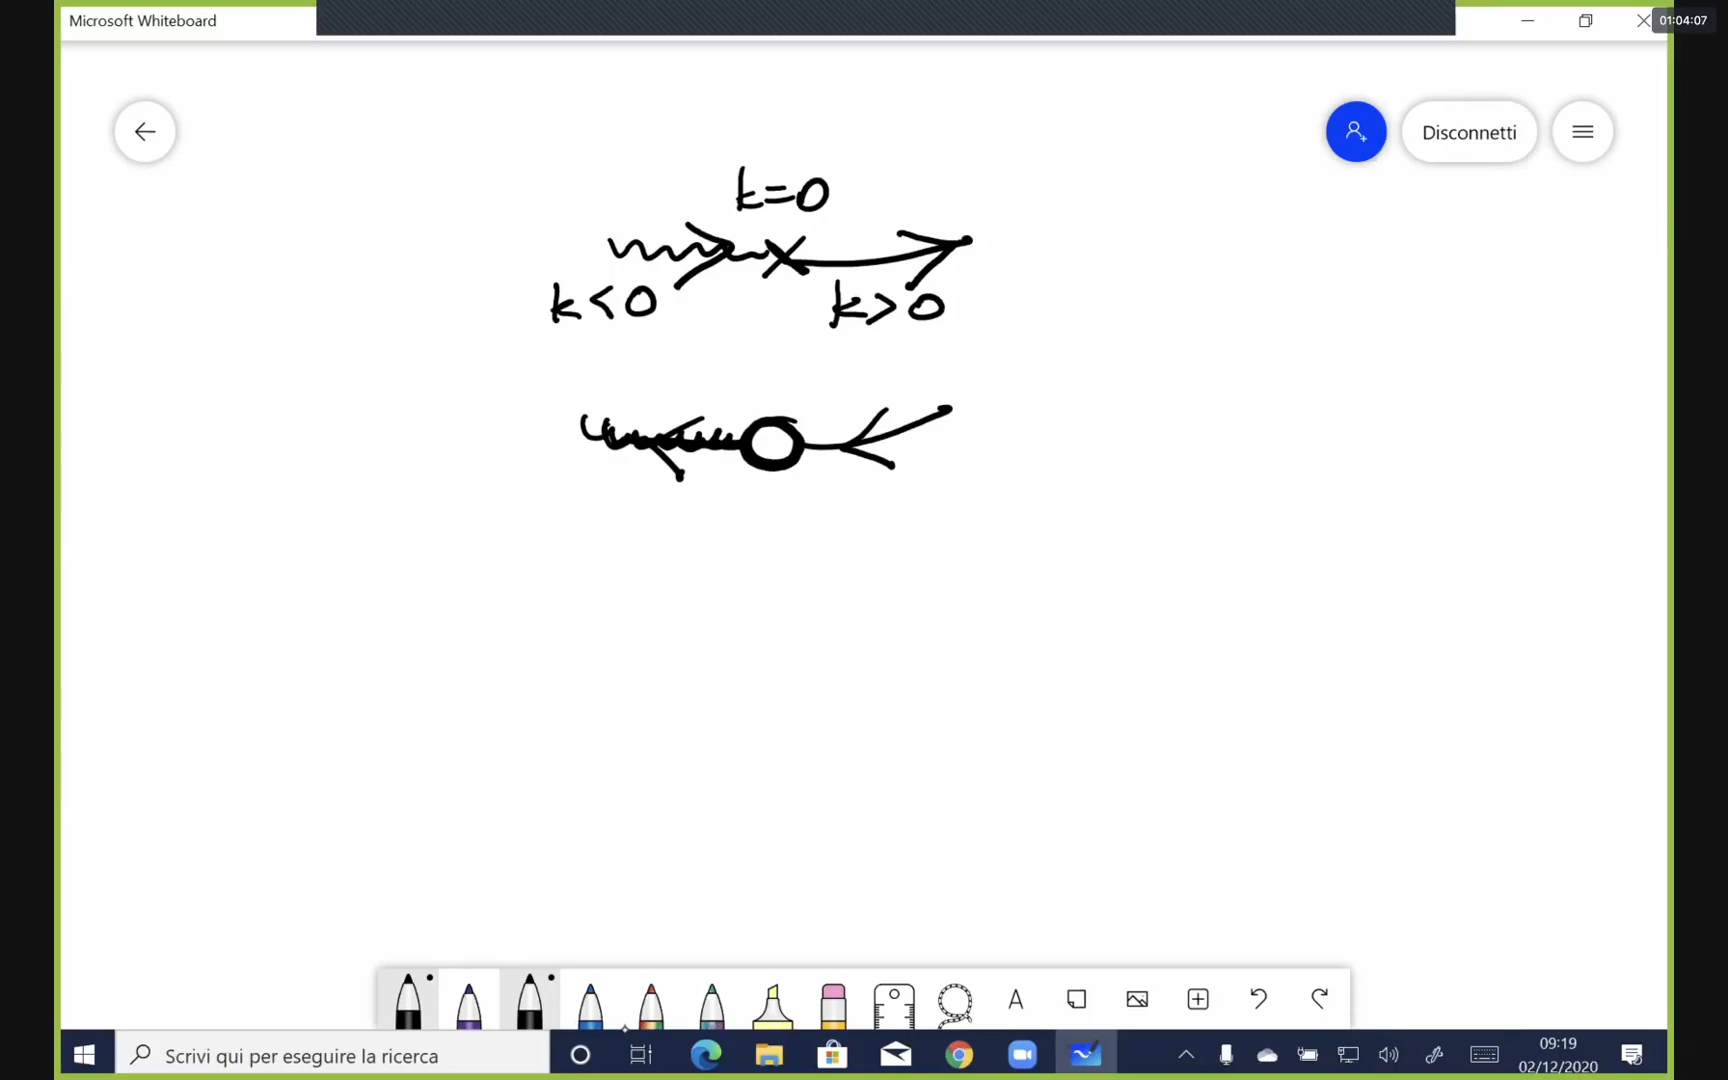 Microsoft Whiteboard
01:04:07
Disconnetti
k=0
k<0
k>0
A
Scrivi qui per eseguire la ricerca
09:19
02/12/2020